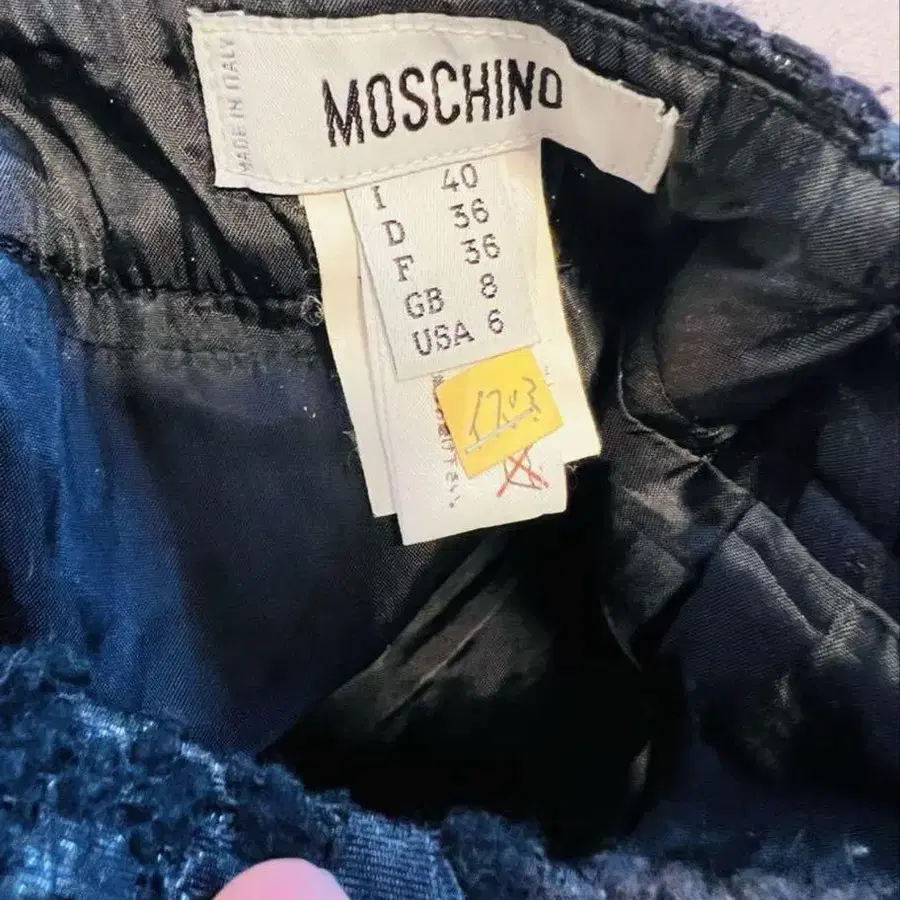 MADE IN ITALY
MOSCHINO
I 40
D 36
F 36
GB 8
USA 6